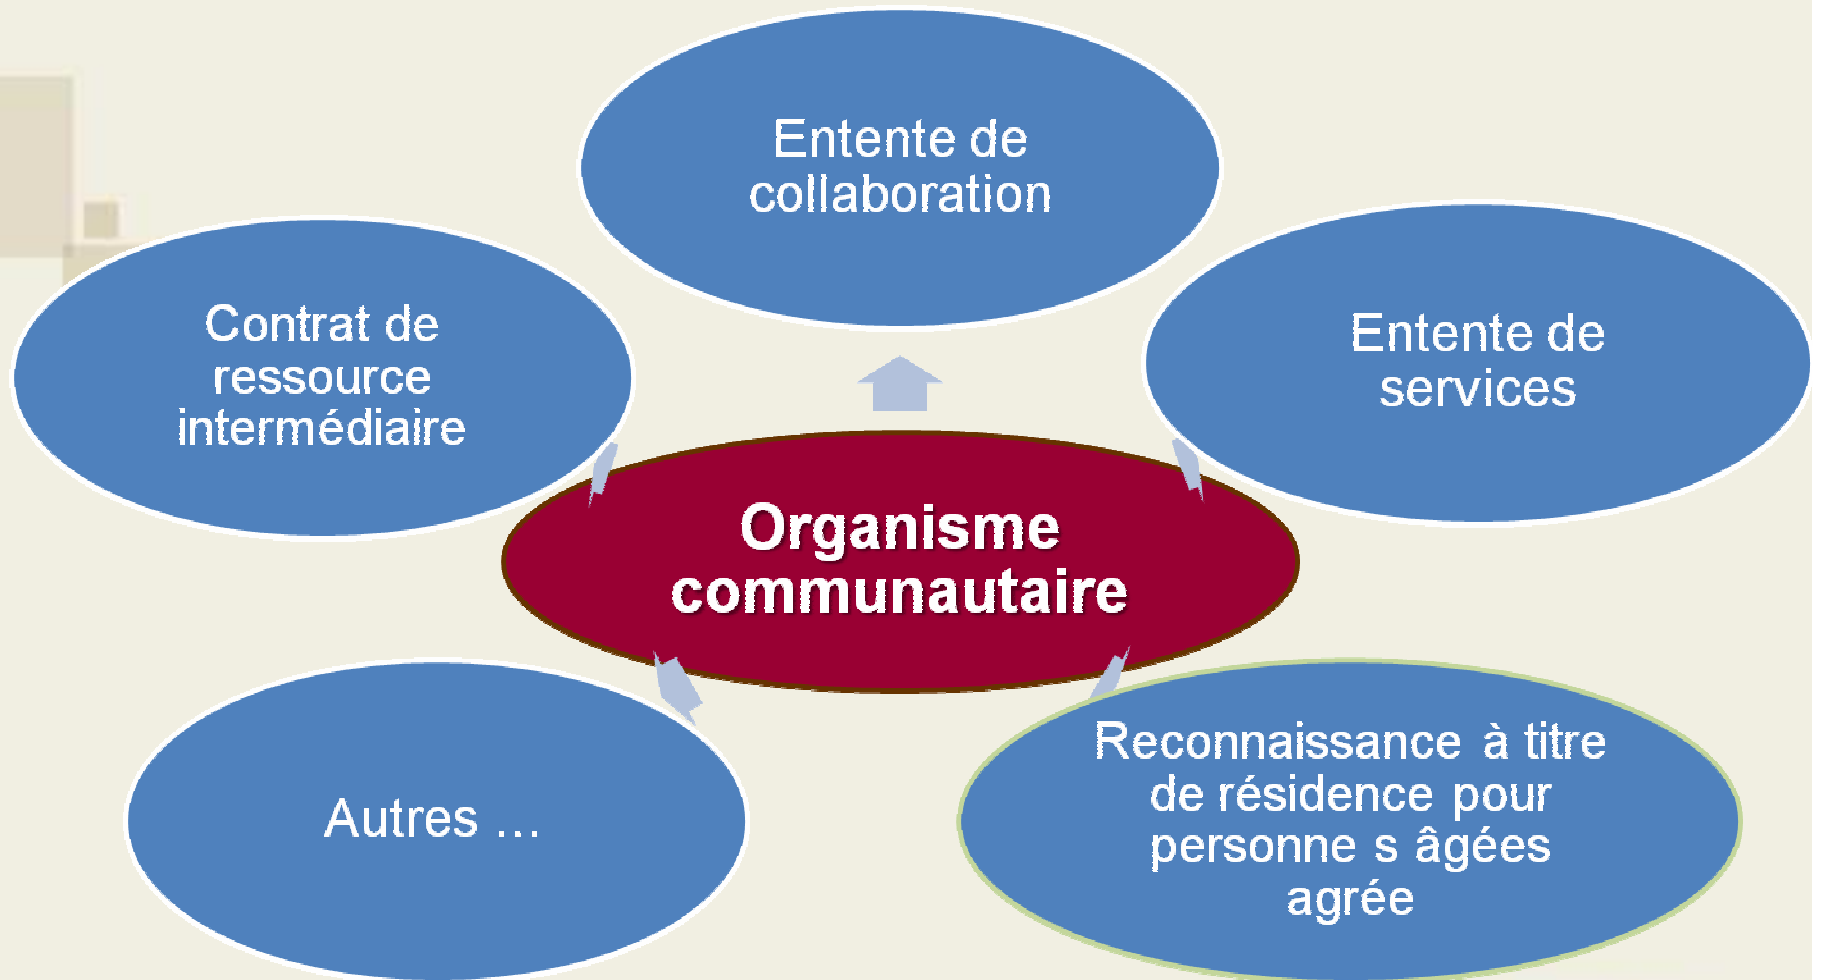 Entente de
collaboration
Contrat de
ressource
intermédiaire
Entente de
services
Organisme
communautaire
Autres ...
Reconnaissance à titre
de résidence pour
personne s âgées
agrée